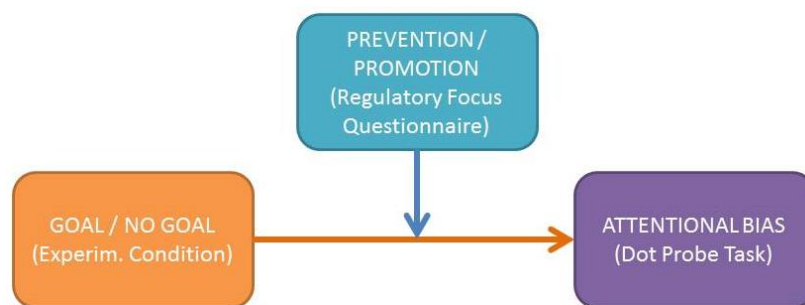 PREVENTION /
PROMOTION
(Regulatory Focus
Questionnaire)
GOAL / NO GOAL
(Experim. Condition)
ATTENTIONAL BIAS
(Dot Probe Task)